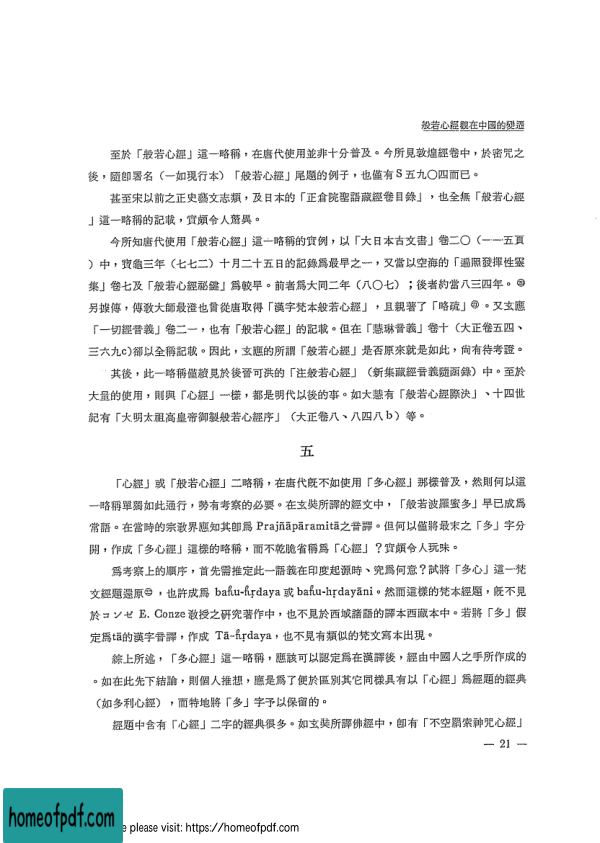 般若心經觀在中國的變遷
至於「般若心經」這一略稱，在唐代使用並非十分普及。今所見敦煌經卷中，於密咒之
後，隨卽署名（一如現行本）「般若心經」尾題的例子，也僅有S五九〇四而已。
甚至宋以前之正史藝文志類，及日本的「正倉院聖語藏經卷目錄」，也全無「般若心經
」這一略稱的記載，實頗令人驚異。
今所知唐代使用「般若心經」這一略稱的實例，以「大日本古文書」卷二〇（一一五頁
）中，寶龜三年（七七二）十月二十五日的記錄爲最早之一，又當以空海的「遍照發揮性靈
集」卷七及「般若心經秘鍵」爲較早。前者爲大同二年（八〇七）；後者約當八三四年。
另據傳，傳敎大師最澄也曾從唐取得「漢字梵本般若心經」，且親著了「略疏」。又玄應
「一切經音義」卷二一，也有「般若心經」的記載。但在「慧琳音義」卷十（大正卷五四、
三六九c)卻以全稱記載。因此，玄應的所謂「般若心經」是否原來就是如此，尙有待考證。
其後，此一略稱僅續見於後晉可洪的「注般若心經」（新集藏經音義隨函錄）中。至於
大量的使用，則與「心經」一樣，都是明代以後的事。如大慧有「般若心經際決」、十四世
紀有「大明太祖高皇帝御製般若心經序」（大正卷八、八四八b）等。
五
「心經」或「般若心經」二略稱，在唐代旣不如使用「多心經」那樣普及，然則何以這
一略稱單獨如此通行，勢有考察的必要。在玄奘所譯的經文中，「般若波羅蜜多」早已成爲
常語。在當時的宗敎界應知其卽爲 Prajñāpāramitā之音譯。但何以僅將最末之「多」字分
開，作成「多心經」這樣的略稱，而不乾脆省稱爲「心經」？實頗令人玩味。
爲考察上的順序，首先需推定此一語義在印度起源時、究爲何意？試將「多心」這一梵
文經題還原，也許成爲 bahu-hṛdaya 或 bahu-hṛdayāni。然而這樣的梵本經題，旣不見
於コンゼ E. Conze 敎授之硏究著作中，也不見於西域諸語的譯本西藏本中。若將「多」假
定爲tā的漢字音譯，作成 Tā-hṛdaya，也不見有類似的梵文寫本出現。
綜上所述，「多心經」這一略稱，應該可以認定爲在漢譯後，經由中國人之手所作成的
。如在此先下結論，則個人推想，應是爲了便於區別其它同樣具有以「心經」爲經題的經典
（如多利心經），而特地將「多」字予以保留的。
經題中含有「心經」二字的經典很多。如玄奘所譯佛經中，卽有「不空羂索神咒心經」
— 21 —
homeofpdf.com
e please visit: https://homeofpdf.com